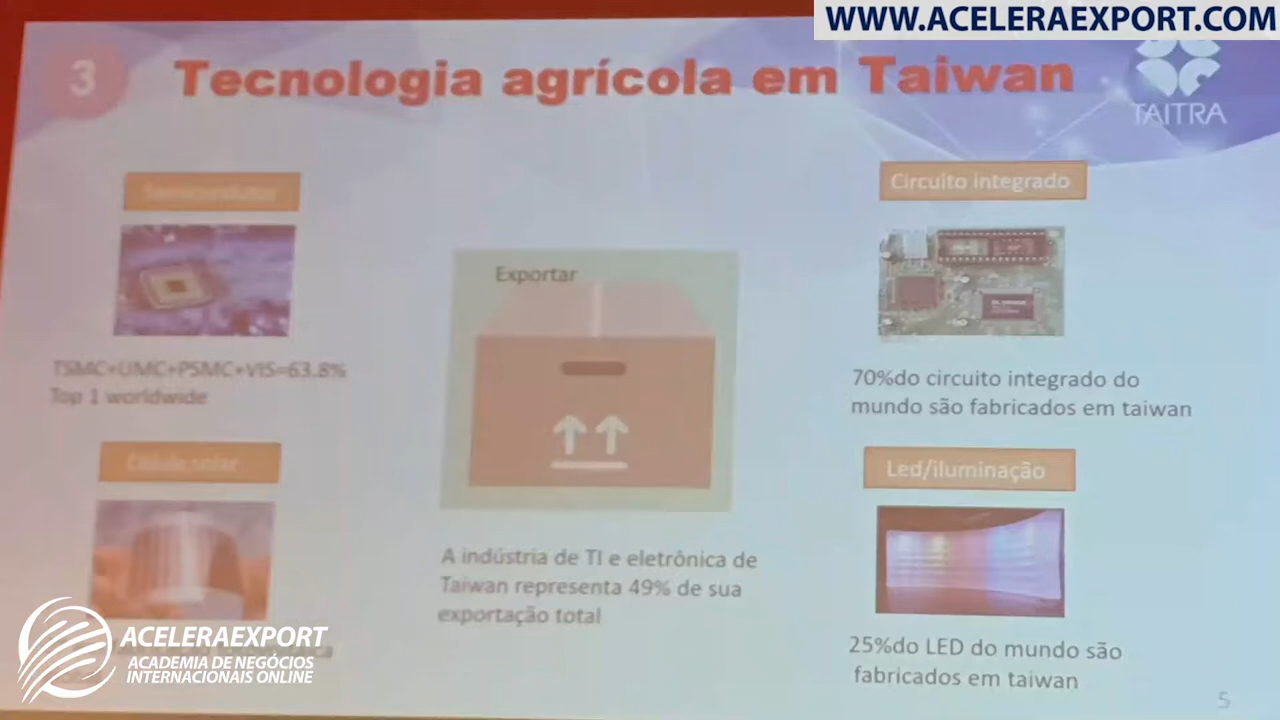 WWW.ACELERAEXPORT.COM
3
Tecnologia agrícola em Taiwan
TAITRA
Circuito integrado
Exportar
TSMC+UMC+PSMC+VIS=63.8%
Top 1 worldwide
70%do circuito integrado do
mundo são fabricados em taiwan
Célula solar
Led/iluminação
A indústria de TI e eletrônica de
Taiwan representa 49% de sua
exportação total
25%do LED do mundo são
fabricados em taiwan
ACELERAEXPORT
ACADEMIA DE NEGÓCIOS
INTERNACIONAIS ONLINE
5